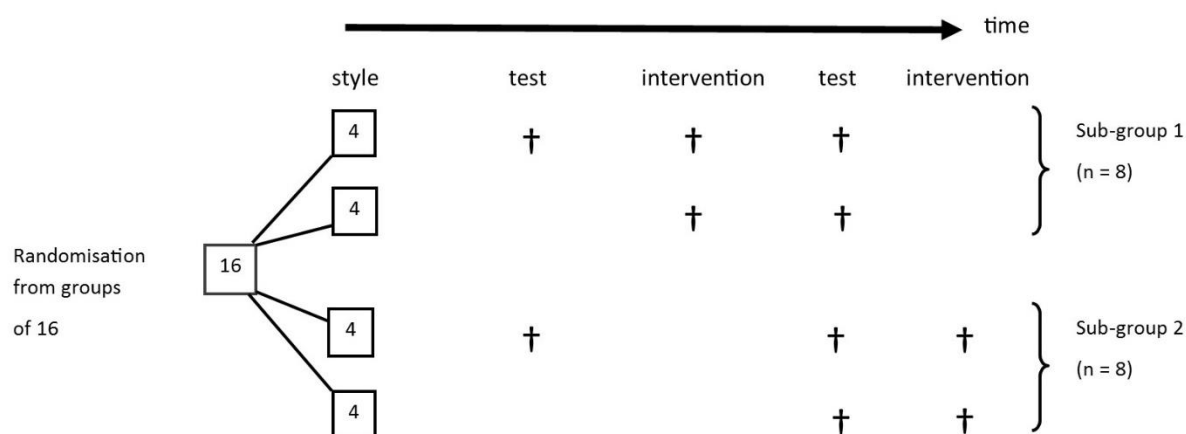 time
style test intervention test intervention
4 † † † Sub-group 1
(n = 8)
4 † †
Randomisation
from groups
of 16
16
4 † † † Sub-group 2
(n = 8)
4 † †